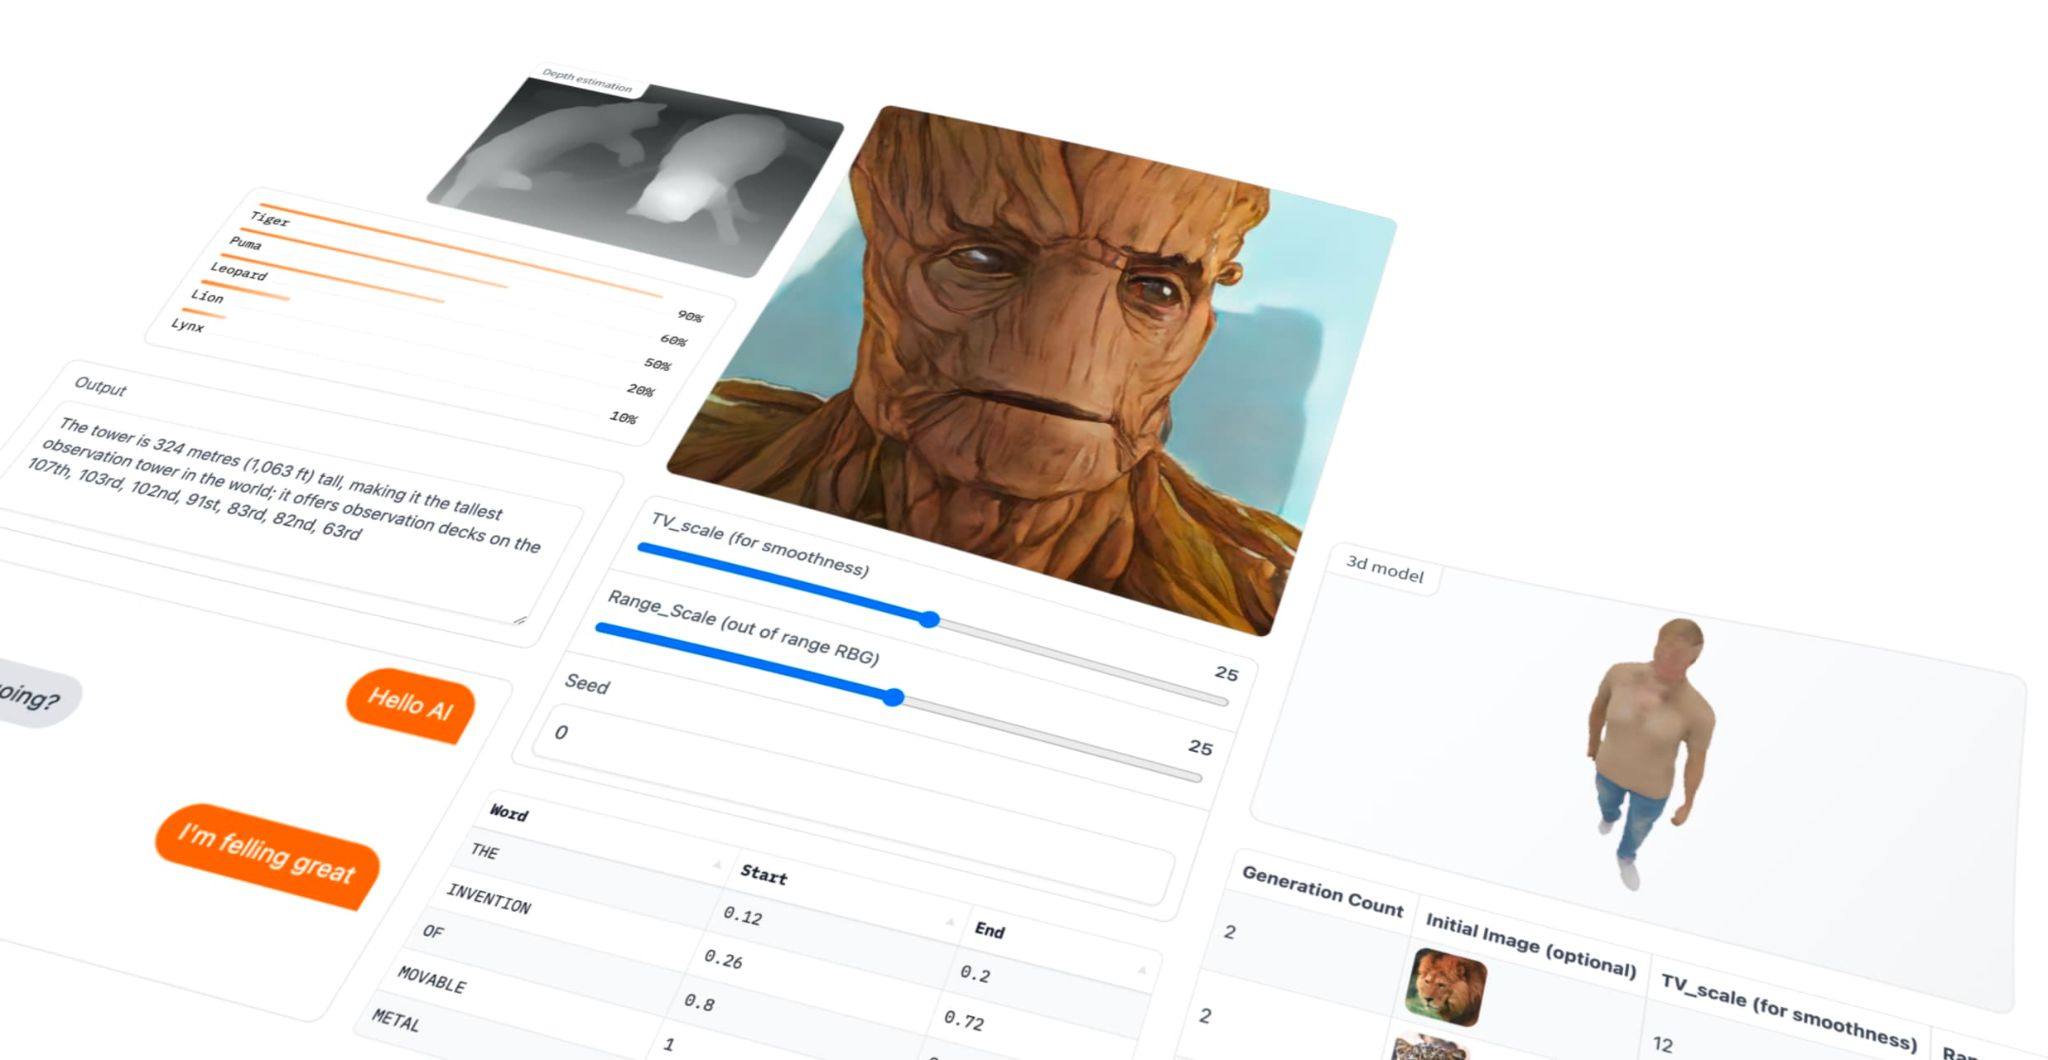 Depth estimation
Tiger
90%
Puma
60%
Leopard
50%
Lion
20%
Lynx
10%
Output
The tower is 324 metres (1,063 ft) tall, making it the tallest
observation tower in the world; it offers observation decks on the
107th, 103rd, 102nd, 91st, 83rd, 82nd, 63rd
Hello AI
I'm felling great
TV_scale (for smoothness)
25
Range_Scale (out of range RBG)
25
Seed
0
Word Start End
THE 0.12 0.2
INVENTION 0.26 0.72
OF 0.8
MOVABLE 1
METAL
3d model
Generation Count Initial Image (optional) TV_scale (for smoothness)
2 12
2